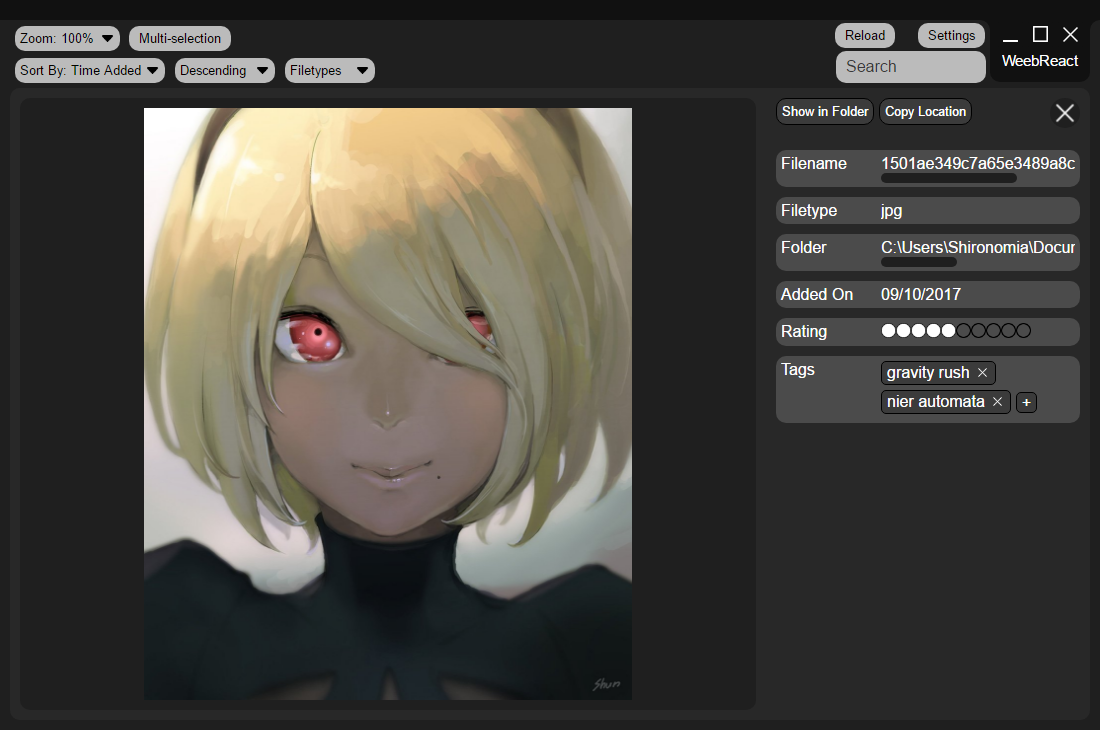 Zoom: 100% Multi-selection
Sort By: Time Added Descending Filetypes
Reload Settings
Search
WeebReact
Show in Folder Copy Location
Filename 1501ae349c7a65e3489a8c
Filetype jpg
Folder C:\Users\Shironomia\Docur
Added On 09/10/2017
Rating
Tags gravity rush
nier automata +